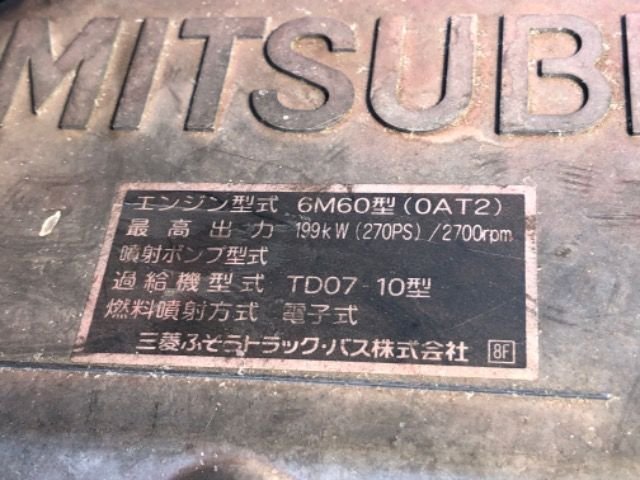 MITSUBI
エンジン型式 6M60型(0AT2)
最高出力 199kW(270PS)/2700rpm
噴射ポンプ型式
過給機型式 TD07-10型
燃料噴射方式 電子式
三菱ふそうトラック・バス株式会社 8F